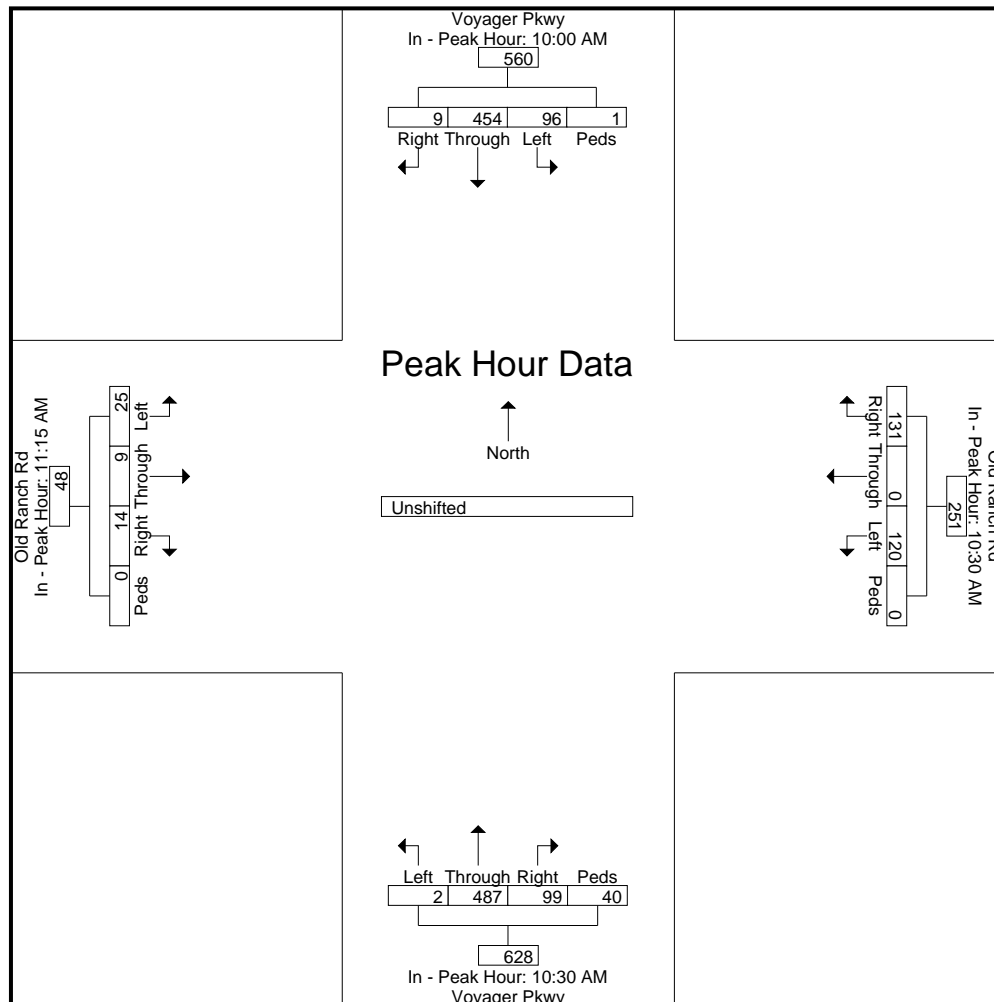 Voyager Pkwy
In - Peak Hour: 10:00 AM
560
9 454 96 1
Right Through Left Peds
Peak Hour Data
North
Unshifted
Old Ranch Rd
In - Peak Hour: 11:15 AM
48
25 9 14 0
Left Through Right Peds
Old Ranch Rd
In - Peak Hour: 10:30 AM
251
131 0 120 0
Right Through Left Peds
Left Through Right Peds
2 487 99 40
628
In - Peak Hour: 10:30 AM
Voyager Pkwy